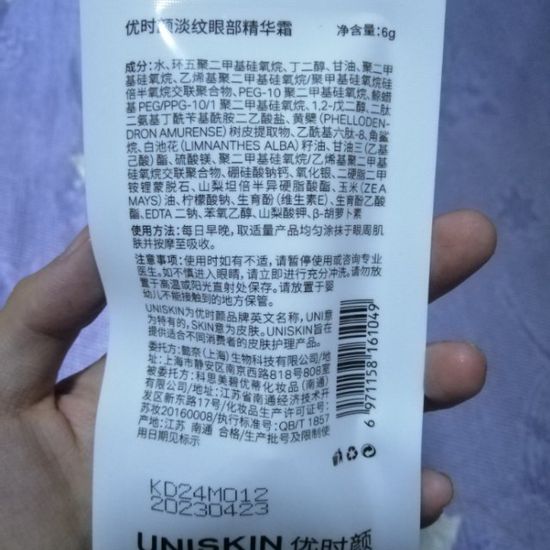 优时颜淡纹眼部精华霜 净含量:6g
成分:水、环五聚二甲基硅氧烷、丁二醇、甘油、聚二甲
基硅氧烷、乙烯基聚二甲基硅氧烷/聚甲基硅氧烷硅
倍半氧烷交联聚合物、PEG-10 聚二甲基硅氧烷、鲸蜡
基PEG/PPG-10/1 聚二甲基硅氧烷、1,2-戊二醇、二肽
二氨基丁酰苄基酰胺二乙酸盐、黄檗(PHELLODEN-
DRON AMURENSE)树皮提取物、乙酰基六肽-8、角鲨
烷、白池花(LIMNANTHES ALBA)籽油、甘油三(乙基
己酸)酯、硫酸镁、聚二甲基硅氧烷/乙烯基聚二甲基
硅氧烷交联聚合物、硼硅酸钠钙、氧化银、二硬脂二甲
铵锂蒙脱石、山梨坦倍半异硬脂酸酯、玉米(ZEA
MAYS)油、柠檬酸钠、生育酚(维生素E)、生育酚乙酸
酯、EDTA 二钠、苯氧乙醇、山梨酸钾、β-胡萝卜素
使用方法:每日早晚,取适量产品均匀涂抹于眼周肌
肤并按摩至吸收。
注意事项:使用时如有不适,请暂停使用或咨询专业
医生。如不慎进入眼睛,请立即进行充分冲洗。请勿放
置于高温或阳光直射处保存。请放置于婴
幼儿不能接触到的地方保管。
UNISKIN为优时颜品牌英文名称,UNI意
为特有的,SKIN意为皮肤。UNISKIN旨在
提供适合不同消费者的皮肤护理产品。
委托方:懿奈(上海)生物科技有限公司/地
址:上海市静安区南京西路818号808室
被委托方:科思美碧优蒂化妆品(南通)
有限公司/地址:江苏省南通经济技术开
发区新东路17号/化妆品生产许可证号:
苏妆20160008/执行标准号:QB/T 1857
产地:江苏 南通 合格/生产批号及限制使
用日期见标示
6 971158 161049
KD24M012
20230423
UNISKIN 优时颜